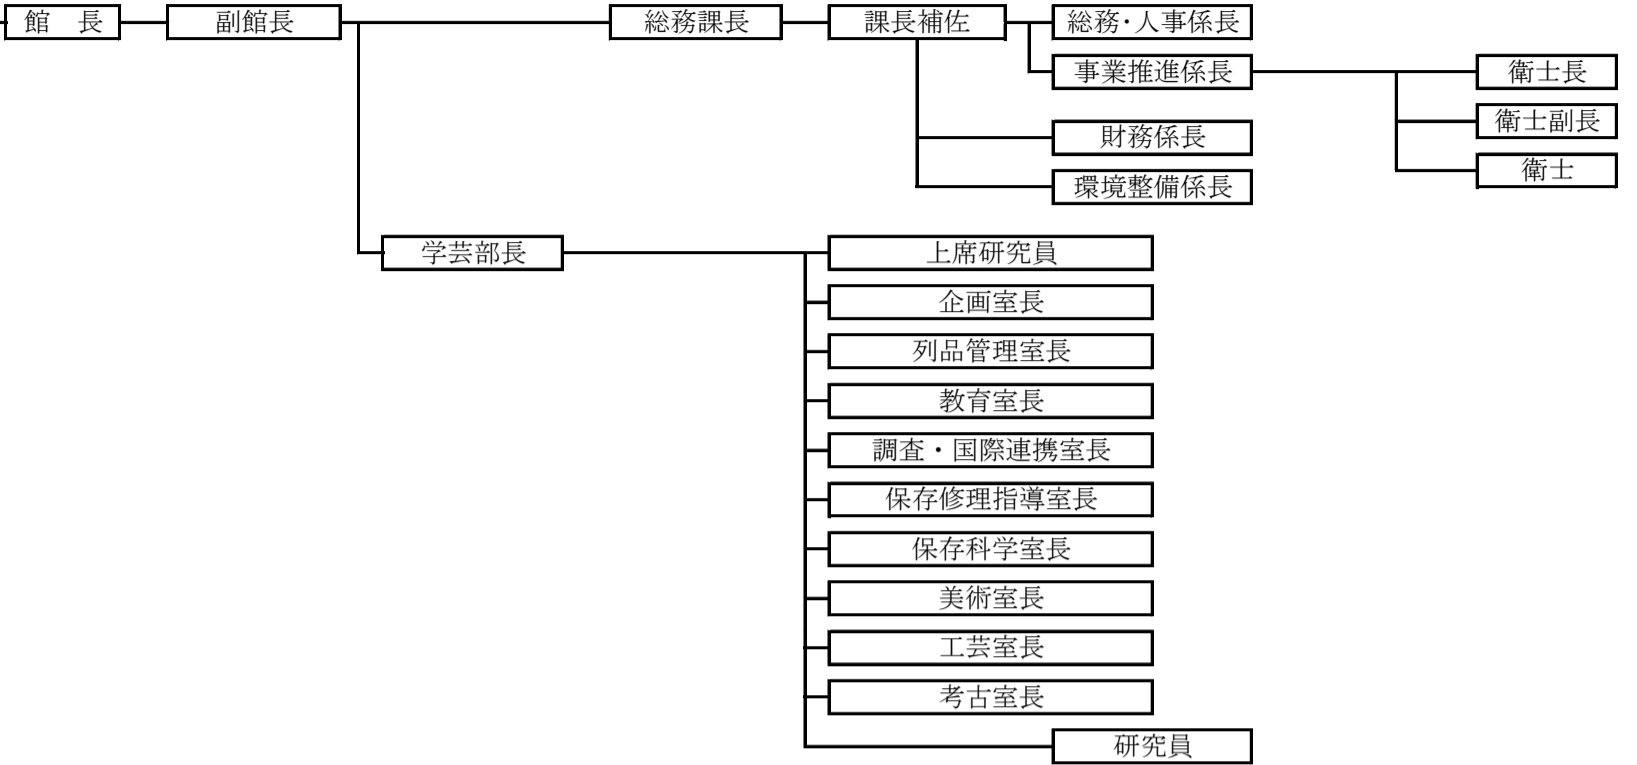 館　長
副館長
総務課長
課長補佐
総務・人事係長
事業推進係長
衛士長
衛士副長
財務係長
衛士
環境整備係長
学芸部長
上席研究員
企画室長
列品管理室長
教育室長
調査・国際連携室長
保存修理指導室長
保存科学室長
美術室長
工芸室長
考古室長
研究員